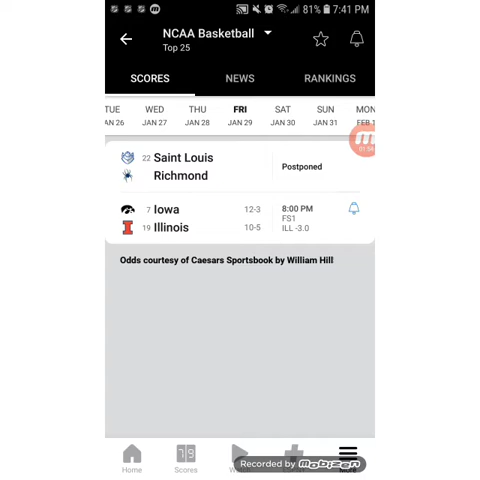 81% 7:41 PM
NCAA Basketball
Top 25
SCORES NEWS RANKINGS
TUE WED THU FRI SAT SUN MON
JAN 26 JAN 27 JAN 28 JAN 29 JAN 30 JAN 31 FEB 1
22 Saint Louis
Richmond
Postponed
7 Iowa 12-3 8:00 PM
FS1
19 Illinois 10-5 ILL -3.0
Odds courtesy of Caesars Sportsbook by William Hill
Home Scores More
Recorded by MOBIZEN